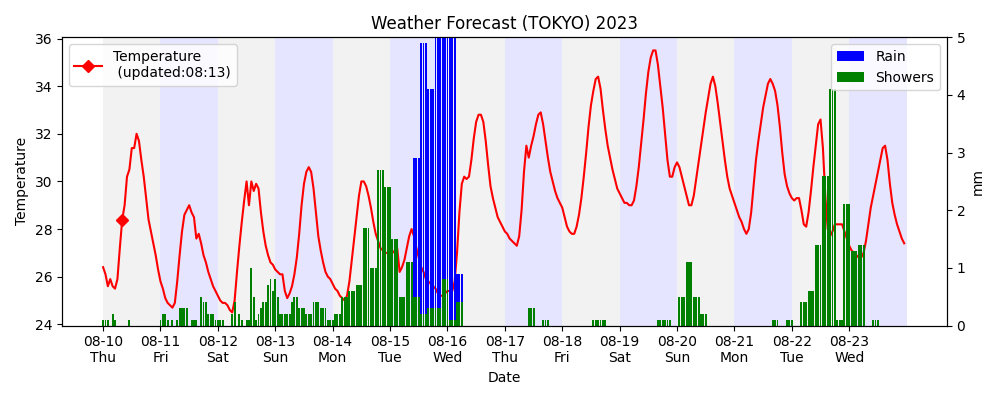 Weather Forecast (TOKYO) 2023
Temperature
(updated:08:13)
Rain
Showers
36
34
32
30
28
26
24
Temperature
5
4
3
2
1
0
mm
08-10 08-11 08-12 08-13 08-14 08-15 08-16 08-17 08-18 08-19 08-20 08-21 08-22 08-23
Thu Fri Sat Sun Mon Tue Wed Thu Fri Sat Sun Mon Tue Wed
Date